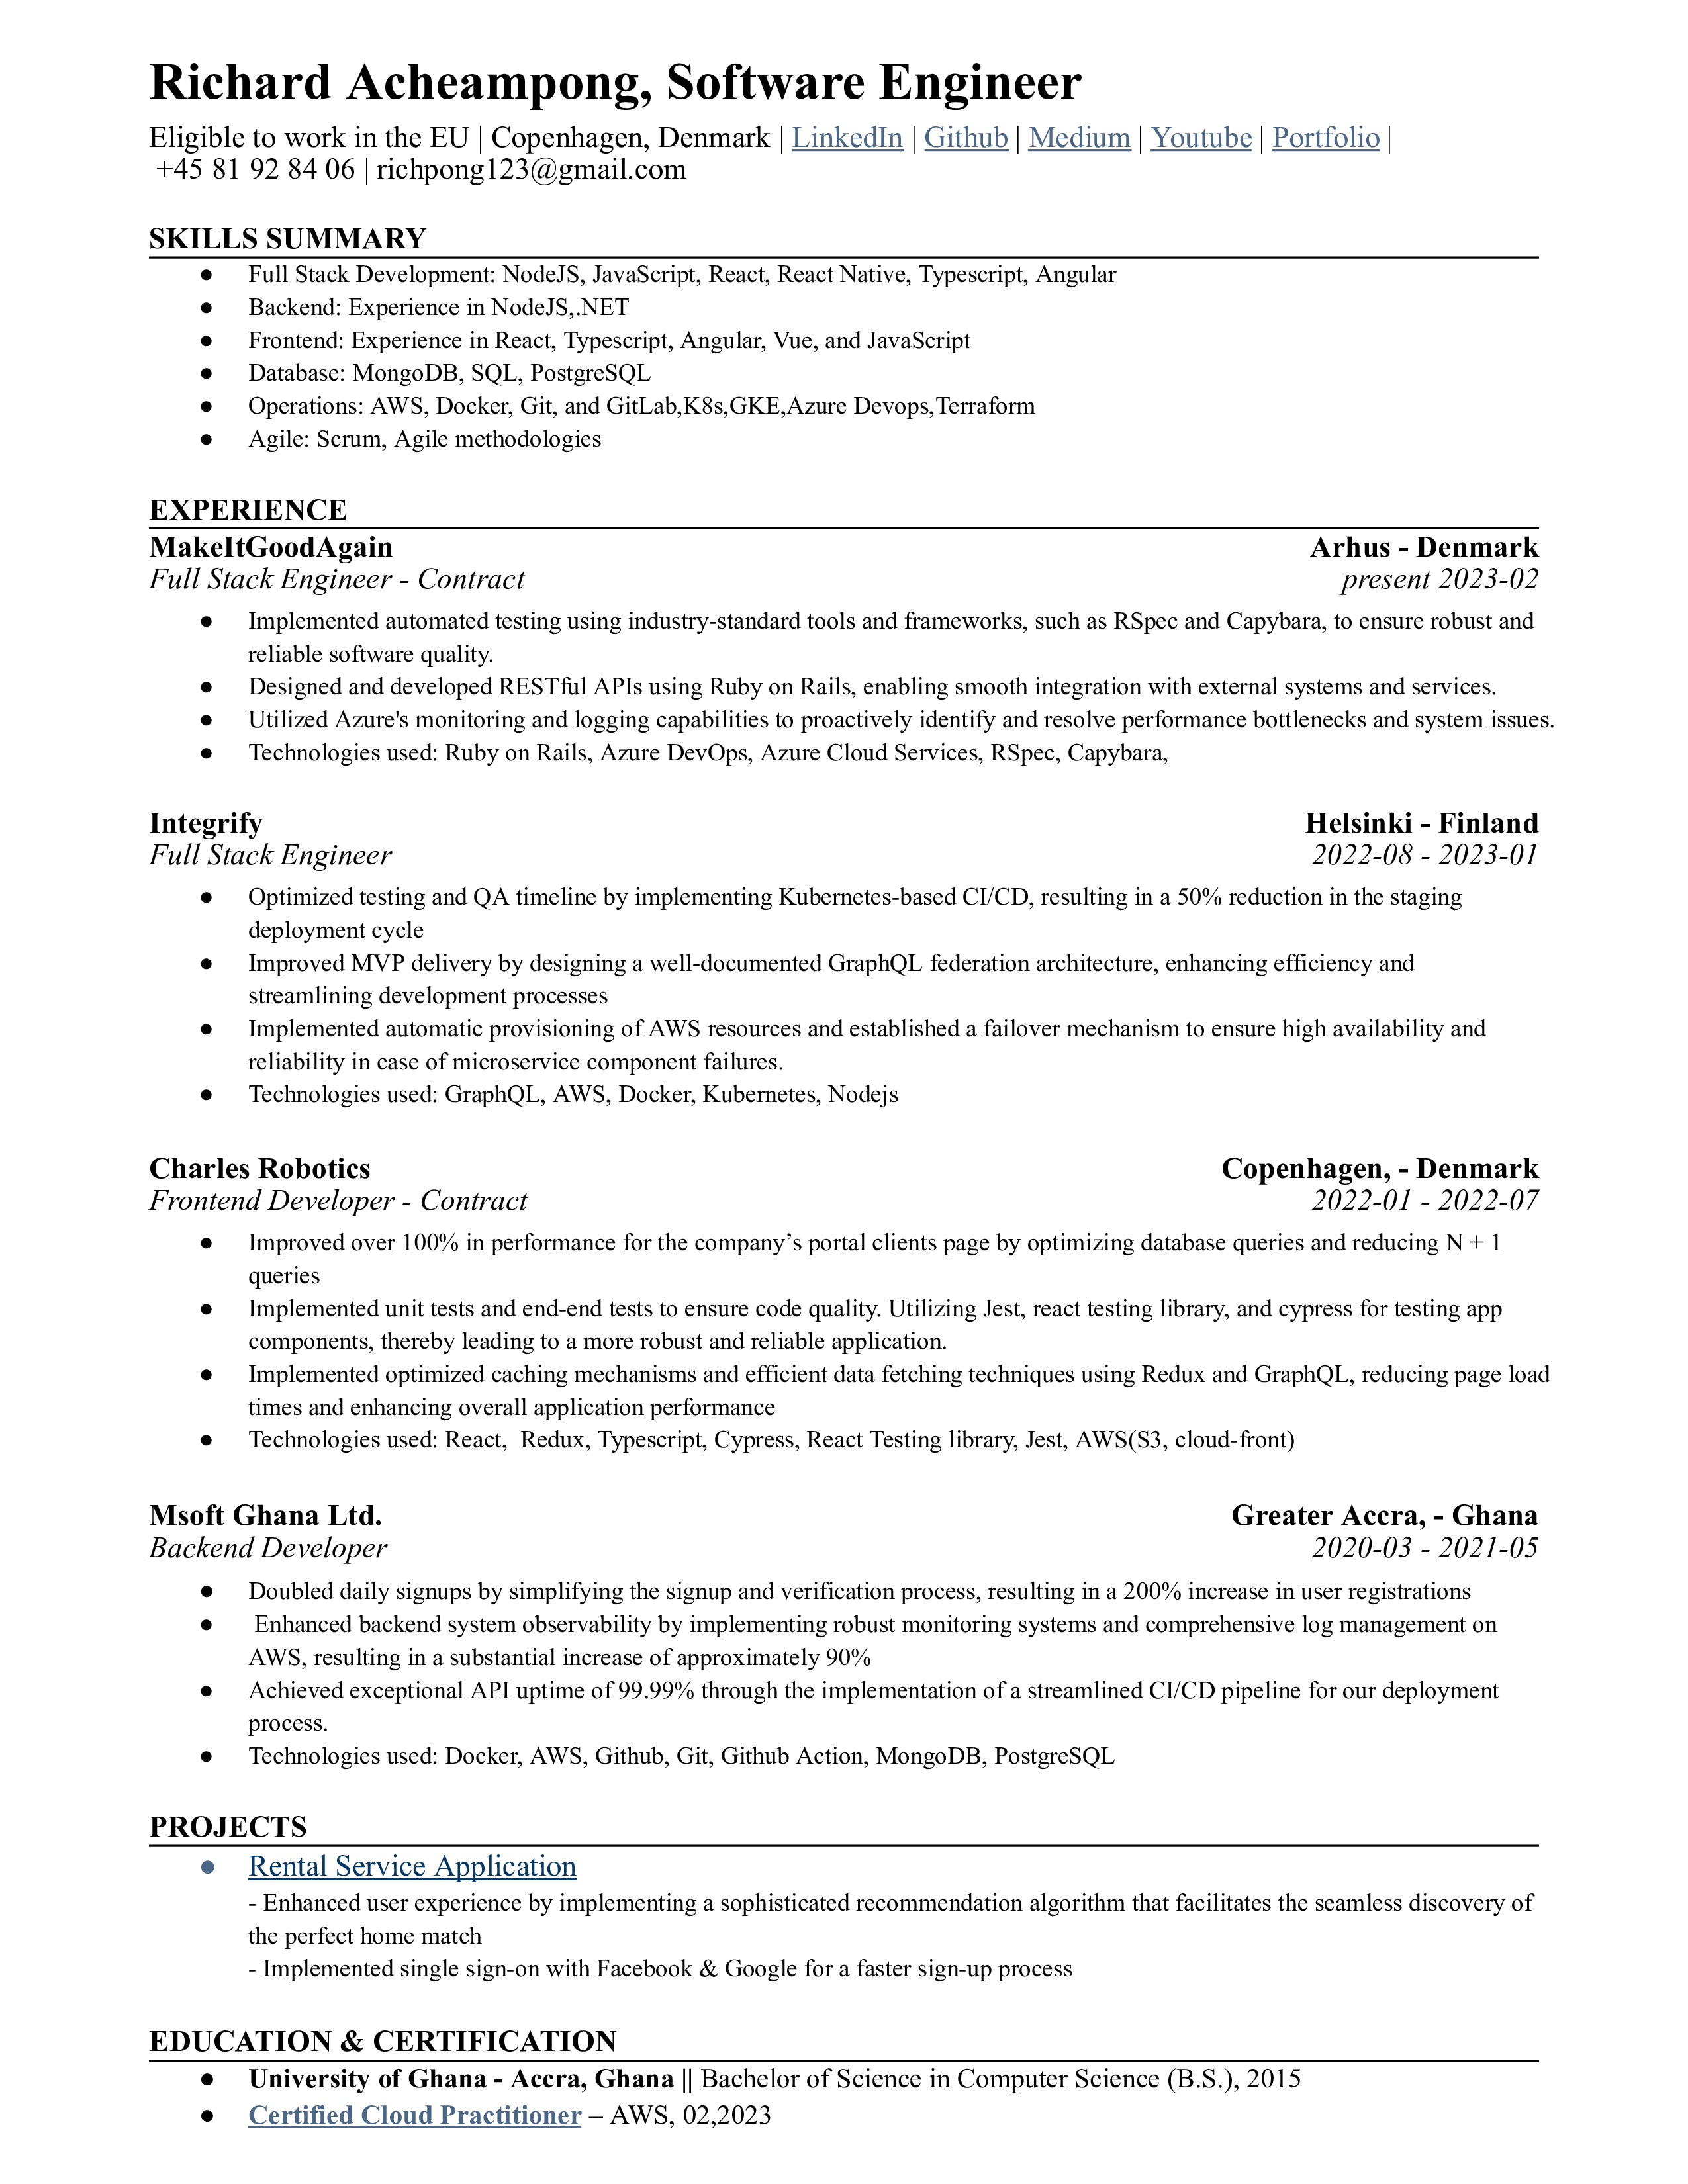 Richard Acheampong, Software Engineer
Eligible to work in the EU | Copenhagen, Denmark | LinkedIn | Github | Medium | Youtube | Portfolio |
+45 81 92 84 06 | richpong123@gmail.com
SKILLS SUMMARY
● Full Stack Development: NodeJS, JavaScript, React, React Native, Typescript, Angular
● Backend: Experience in NodeJS,.NET
● Frontend: Experience in React, Typescript, Angular, Vue, and JavaScript
● Database: MongoDB, SQL, PostgreSQL
● Operations: AWS, Docker, Git, and GitLab,K8s,GKE,Azure Devops,Terraform
● Agile: Scrum, Agile methodologies
EXPERIENCE
MakeItGoodAgain Arhus - Denmark
Full Stack Engineer - Contract present 2023-02
● Implemented automated testing using industry-standard tools and frameworks, such as RSpec and Capybara, to ensure robust and
reliable software quality.
● Designed and developed RESTful APIs using Ruby on Rails, enabling smooth integration with external systems and services.
● Utilized Azure's monitoring and logging capabilities to proactively identify and resolve performance bottlenecks and system issues.
● Technologies used: Ruby on Rails, Azure DevOps, Azure Cloud Services, RSpec, Capybara,
Integrify Helsinki - Finland
Full Stack Engineer 2022-08 - 2023-01
● Optimized testing and QA timeline by implementing Kubernetes-based CI/CD, resulting in a 50% reduction in the staging
deployment cycle
● Improved MVP delivery by designing a well-documented GraphQL federation architecture, enhancing efficiency and
streamlining development processes
● Implemented automatic provisioning of AWS resources and established a failover mechanism to ensure high availability and
reliability in case of microservice component failures.
● Technologies used: GraphQL, AWS, Docker, Kubernetes, Nodejs
Charles Robotics Copenhagen, - Denmark
Frontend Developer - Contract 2022-01 - 2022-07
● Improved over 100% in performance for the company’s portal clients page by optimizing database queries and reducing N + 1
queries
● Implemented unit tests and end-end tests to ensure code quality. Utilizing Jest, react testing library, and cypress for testing app
components, thereby leading to a more robust and reliable application.
● Implemented optimized caching mechanisms and efficient data fetching techniques using Redux and GraphQL, reducing page load
times and enhancing overall application performance
● Technologies used: React, Redux, Typescript, Cypress, React Testing library, Jest, AWS(S3, cloud-front)
Msoft Ghana Ltd. Greater Accra, - Ghana
Backend Developer 2020-03 - 2021-05
● Doubled daily signups by simplifying the signup and verification process, resulting in a 200% increase in user registrations
● Enhanced backend system observability by implementing robust monitoring systems and comprehensive log management on
AWS, resulting in a substantial increase of approximately 90%
● Achieved exceptional API uptime of 99.99% through the implementation of a streamlined CI/CD pipeline for our deployment
process.
● Technologies used: Docker, AWS, Github, Git, Github Action, MongoDB, PostgreSQL
PROJECTS
● Rental Service Application
- Enhanced user experience by implementing a sophisticated recommendation algorithm that facilitates the seamless discovery of
the perfect home match
- Implemented single sign-on with Facebook & Google for a faster sign-up process
EDUCATION & CERTIFICATION
● University of Ghana - Accra, Ghana || Bachelor of Science in Computer Science (B.S.), 2015
● Certified Cloud Practitioner – AWS, 02,2023